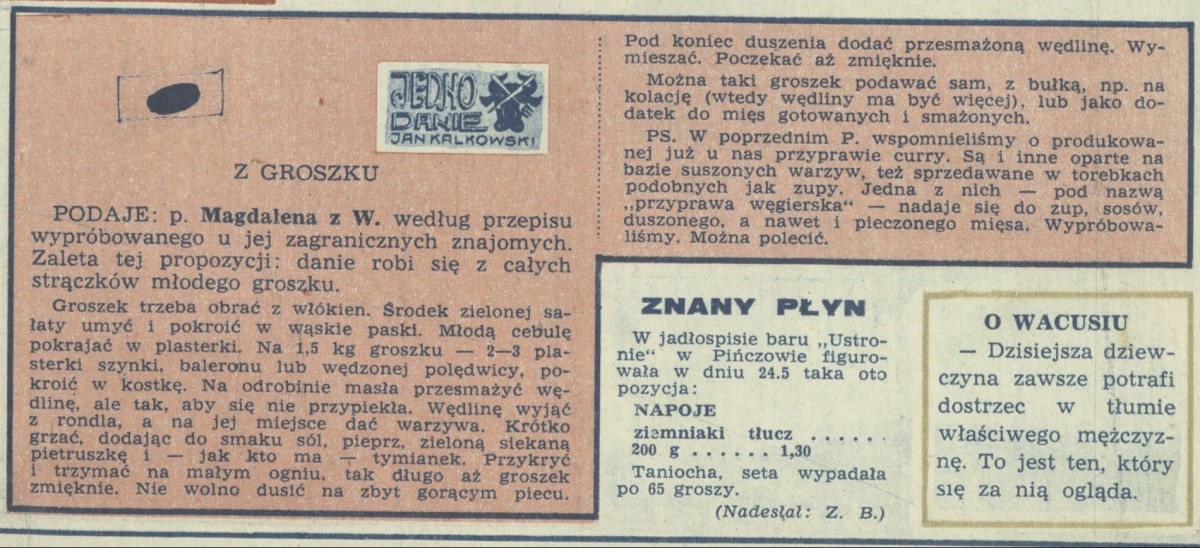 JEDNO
DANIE
JAN KALKOWSKI
Z GROSZKU
PODAJE: p. Magdalena z W. według przepisu
wypróbowanego u jej zagranicznych znajomych.
Zaleta tej propozycji: danie robi się z całych
strączków młodego groszku.
Groszek trzeba obrać z włókien. Środek zielonej sa-
łaty umyć i pokroić w wąskie paski. Młodą cebulę
pokrajać w plasterki. Na 1,5 kg groszku — 2—3 pla-
sterki szynki, baleronu lub wędzonej polędwicy, po-
kroić w kostkę. Na odrobinie masła przesmażyć wę-
dlinę, ale tak, aby się nie przypiekła. Wędlinę wyjąć
z rondla, a na jej miejsce dać warzywa. Krótko
grzać, dodając do smaku sól, pieprz, zieloną siekaną
pietruszkę i — jak kto ma — tymianek. Przykryć
i trzymać na małym ogniu, tak długo aż groszek
zmięknie. Nie wolno dusić na zbyt gorącym piecu.
Pod koniec duszenia dodać przesmażoną wędlinę. Wy-
mieszać. Poczekać aż zmięknie.
Można taki groszek podawać sam, z bułką, np. na
kolację (wtedy wędliny ma być więcej), lub jako do-
datek do mięs gotowanych i smażonych.
PS. W poprzednim P. wspomnieliśmy o produkowa-
nej już u nas przyprawie curry. Są i inne oparte na
bazie suszonych warzyw, też sprzedawane w torebkach
podobnych jak zupy. Jedna z nich — pod nazwą
„przyprawa węgierska“ — nadaje się do zup, sosów,
duszonego, a nawet i pieczonego mięsa. Wypróbowa-
liśmy. Można polecić.
ZNANY PŁYN
W jadłospisie baru „Ustro-
nie“ w Pińczowie figuro-
wała w dniu 24.5 taka oto
pozycja:
NAPOJE
ziemniaki tłucz ......
200 g ...... 1,30
Taniocha, seta wypadała
po 65 groszy.
(Nadesłał: Z. B.)
O WACUSIU
— Dzisiejsza dziew-
czyna zawsze potrafi
dostrzec w tłumie
właściwego mężczyz-
nę. To jest ten, który
się za nią ogląda.